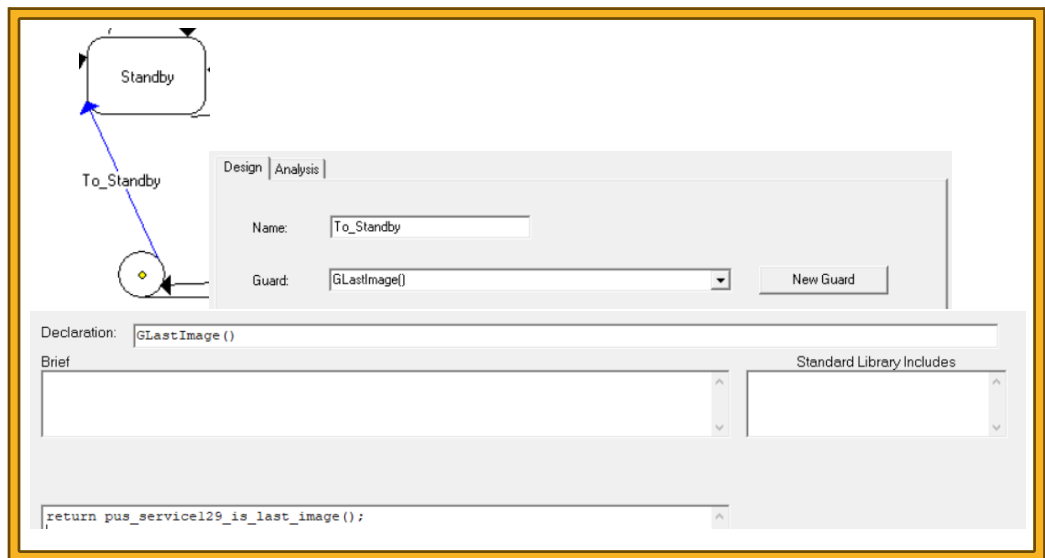 Standby
To_Standby
Design
Analysis
Name:
To_Standby
Guard:
GLastImage()
New Guard
Declaration:
GLastImage()
Brief
Standard Library Includes
return pus_service129_is_last_image();